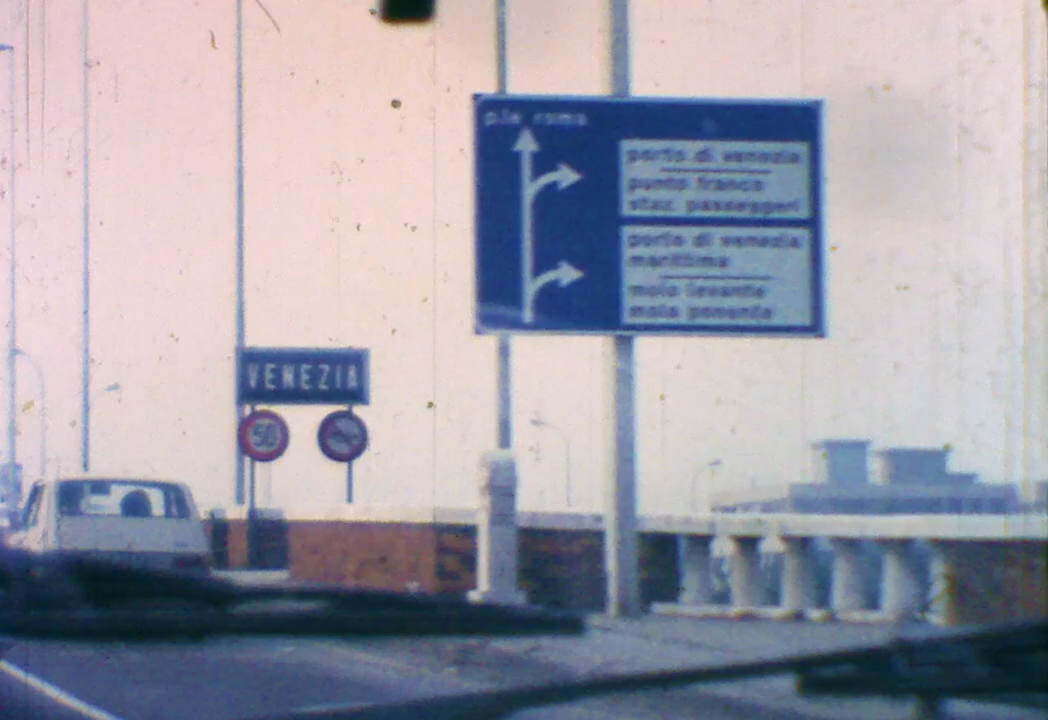 p.le roma
porto di venezia
punto franco
staz. passeggeri
porto di venezia
marittima
molo levante
molo ponente
VENEZIA
50